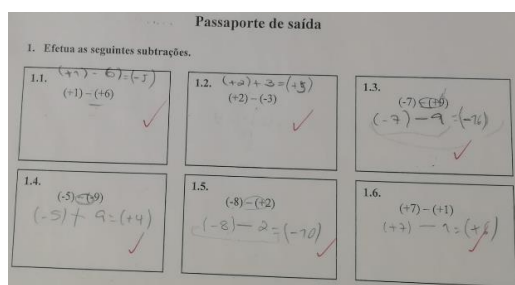 Passaporte de saída
1. Efetua as seguintes subtrações.
1.1. (+1) - 6) = (-5)
(+1) – (+6)
1.2. (+2) + 3 = (+5)
(+2) – (-3)
1.3.
(-7) – (+9)
(-7) - 9 = (-16)
1.4.
(-5) – (-9)
(-5) + 9 = (+4)
1.5.
(-8) – (+2)
(-8) - 2 = (-10)
1.6.
(+7) – (+1)
(+7) - 1 = (+6)